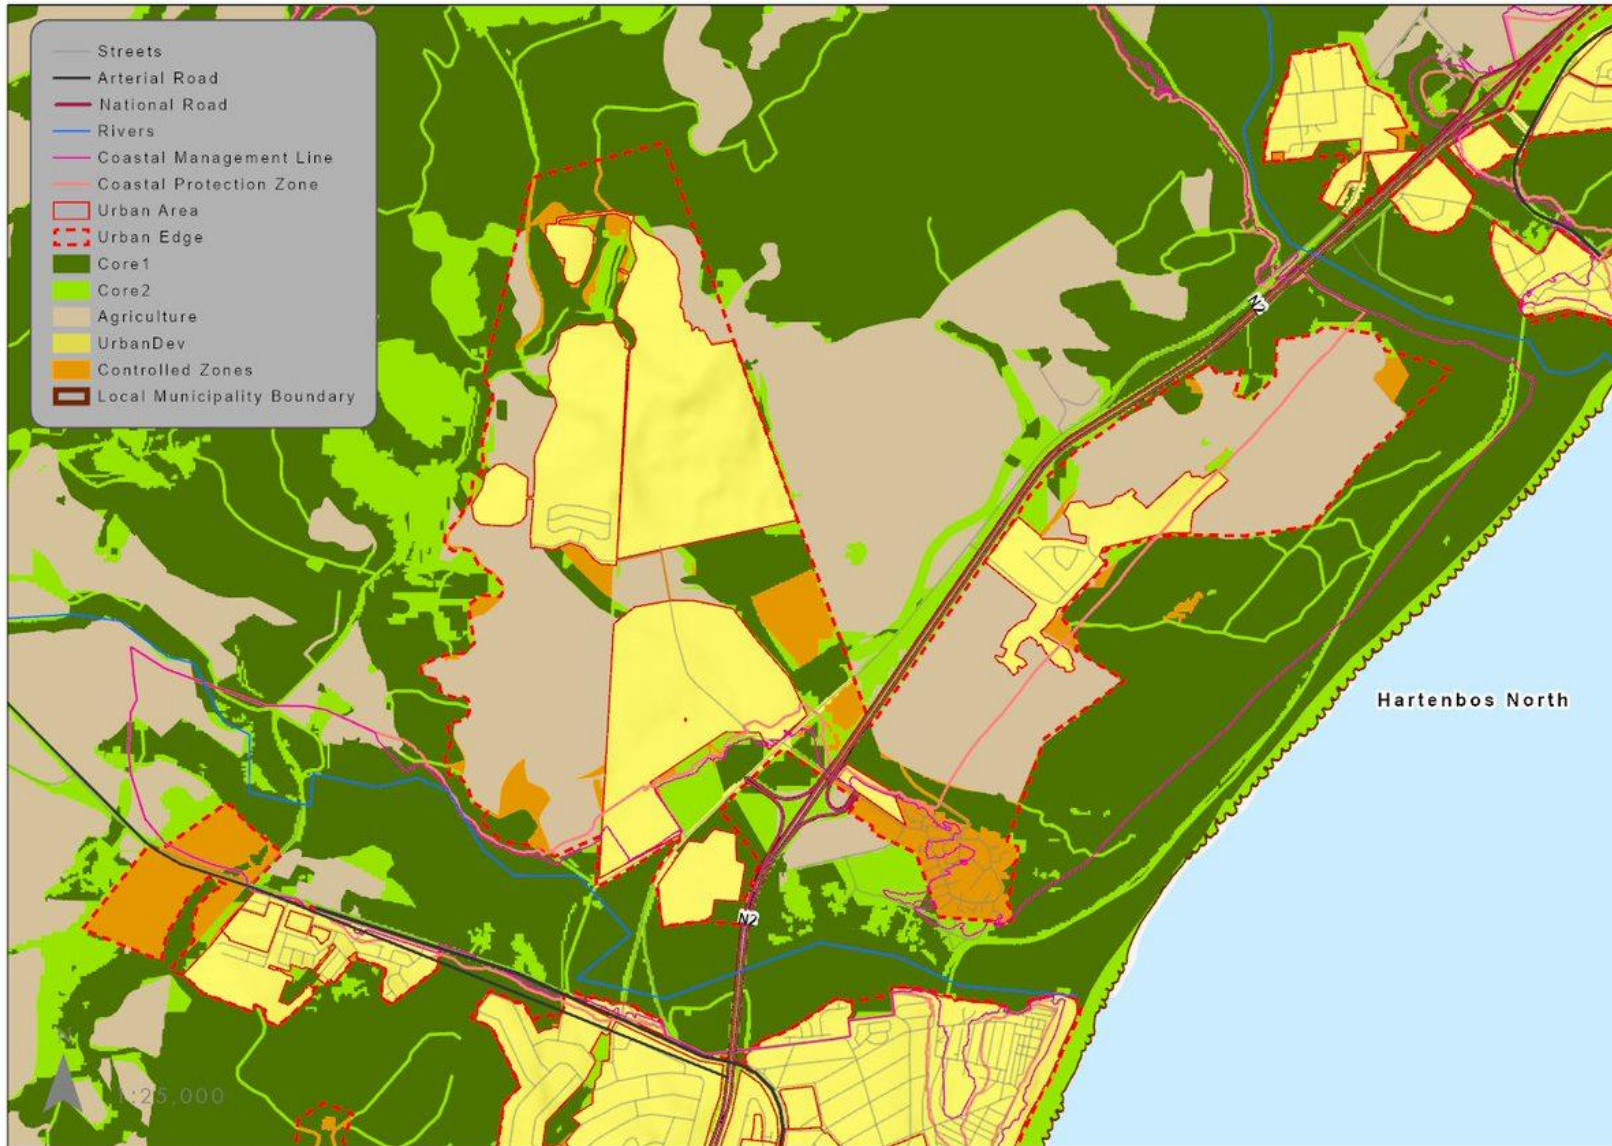 Streets
Arterial Road
National Road
Rivers
Coastal Management Line
Coastal Protection Zone
Urban Area
Urban Edge
Core1
Core2
Agriculture
UrbanDev
Controlled Zones
Local Municipality Boundary
N2
Hartenbos North
N2
1:25,000